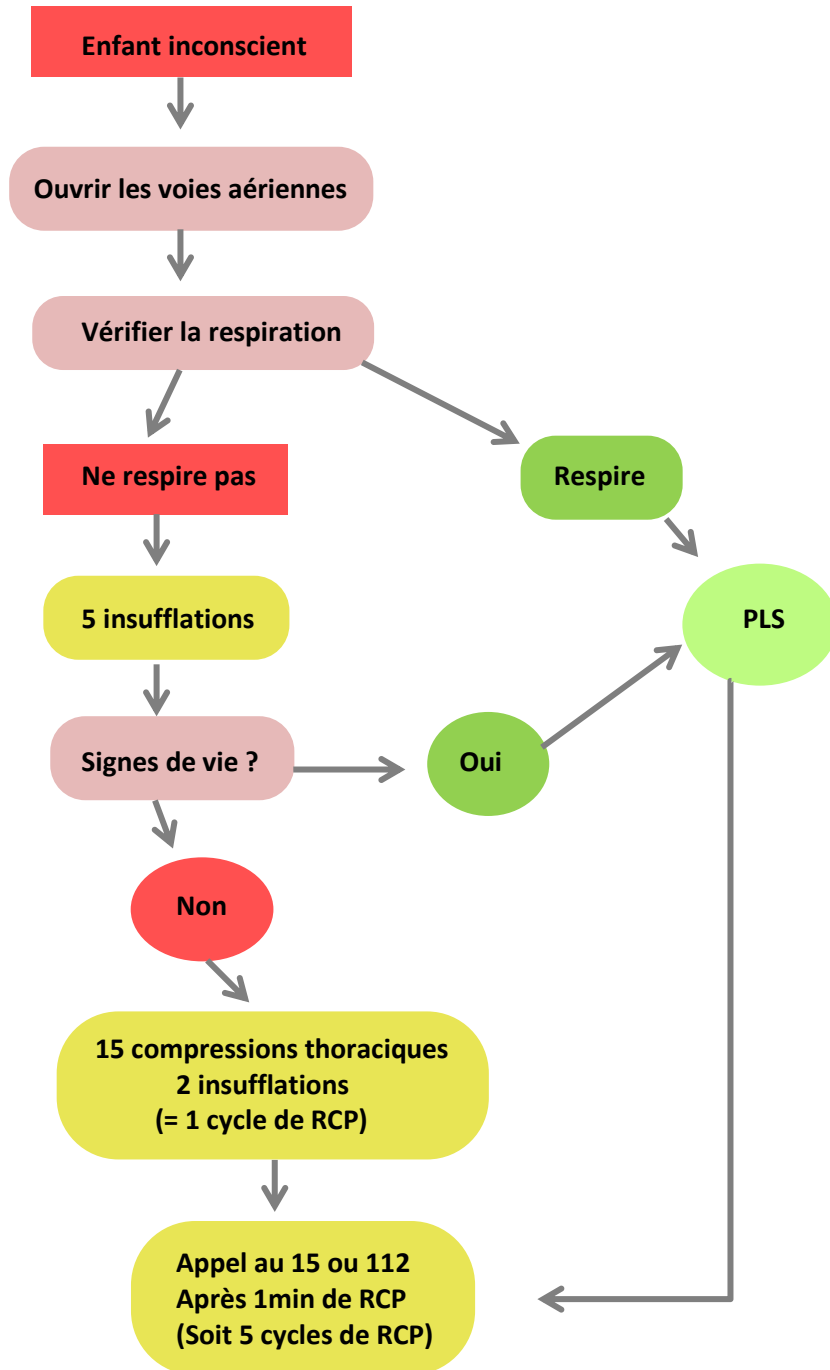 Enfant inconscient
Ouvrir les voies aériennes
Vérifier la respiration
Ne respire pas
Respire
5 insufflations
PLS
Signes de vie ?
Oui
Non
15 compressions thoraciques
2 insufflations
(= 1 cycle de RCP)
Appel au 15 ou 112
Après 1min de RCP
(Soit 5 cycles de RCP)